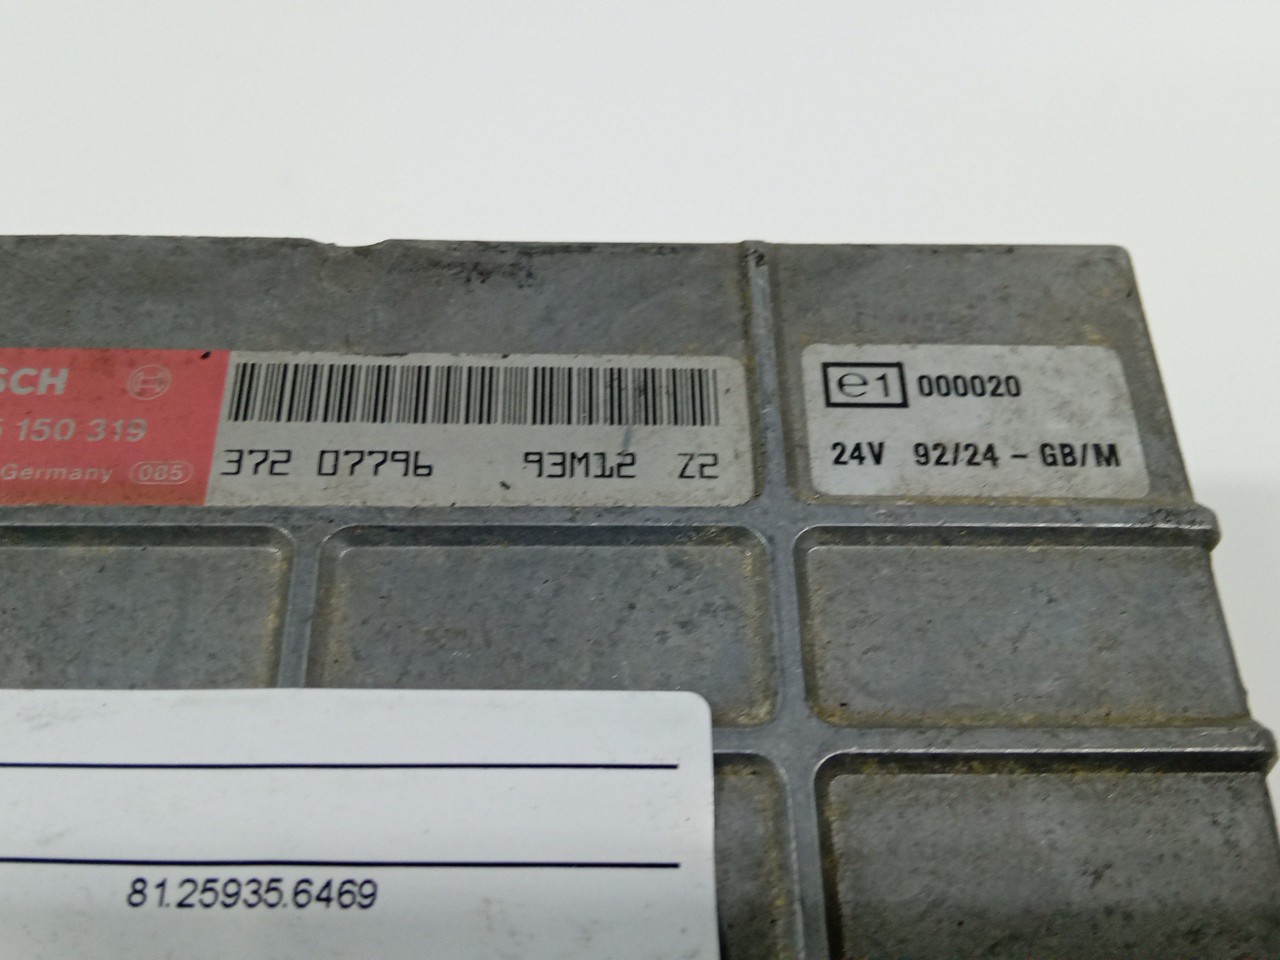 SCH
150 319
Germany 085
372 07796 93M12 Z2
e1 000020
24V 92/24 - GB/M
81.25935.6469